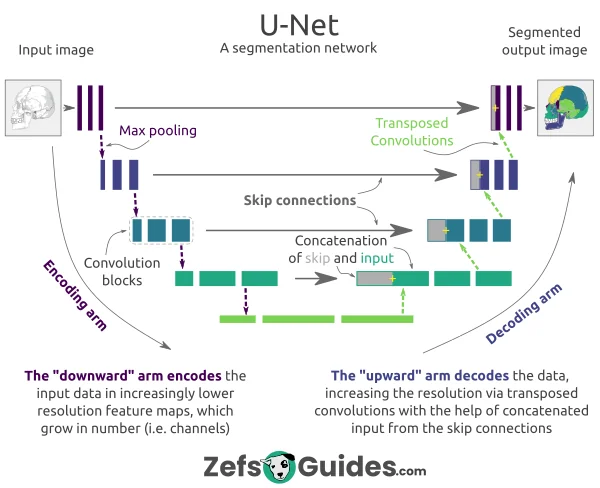 U-Net
A segmentation network
Input image
Segmented
output image
Max pooling
Transposed
Convolutions
Skip connections
Convolution
blocks
Concatenation
of skip and input
Encoding arm
Decoding arm
The "downward" arm encodes the
input data in increasingly lower
resolution feature maps, which
grow in number (i.e. channels)
The "upward" arm decodes the data,
increasing the resolution via transposed
convolutions with the help of concatenated
input from the skip connections
ZefsGuides.com